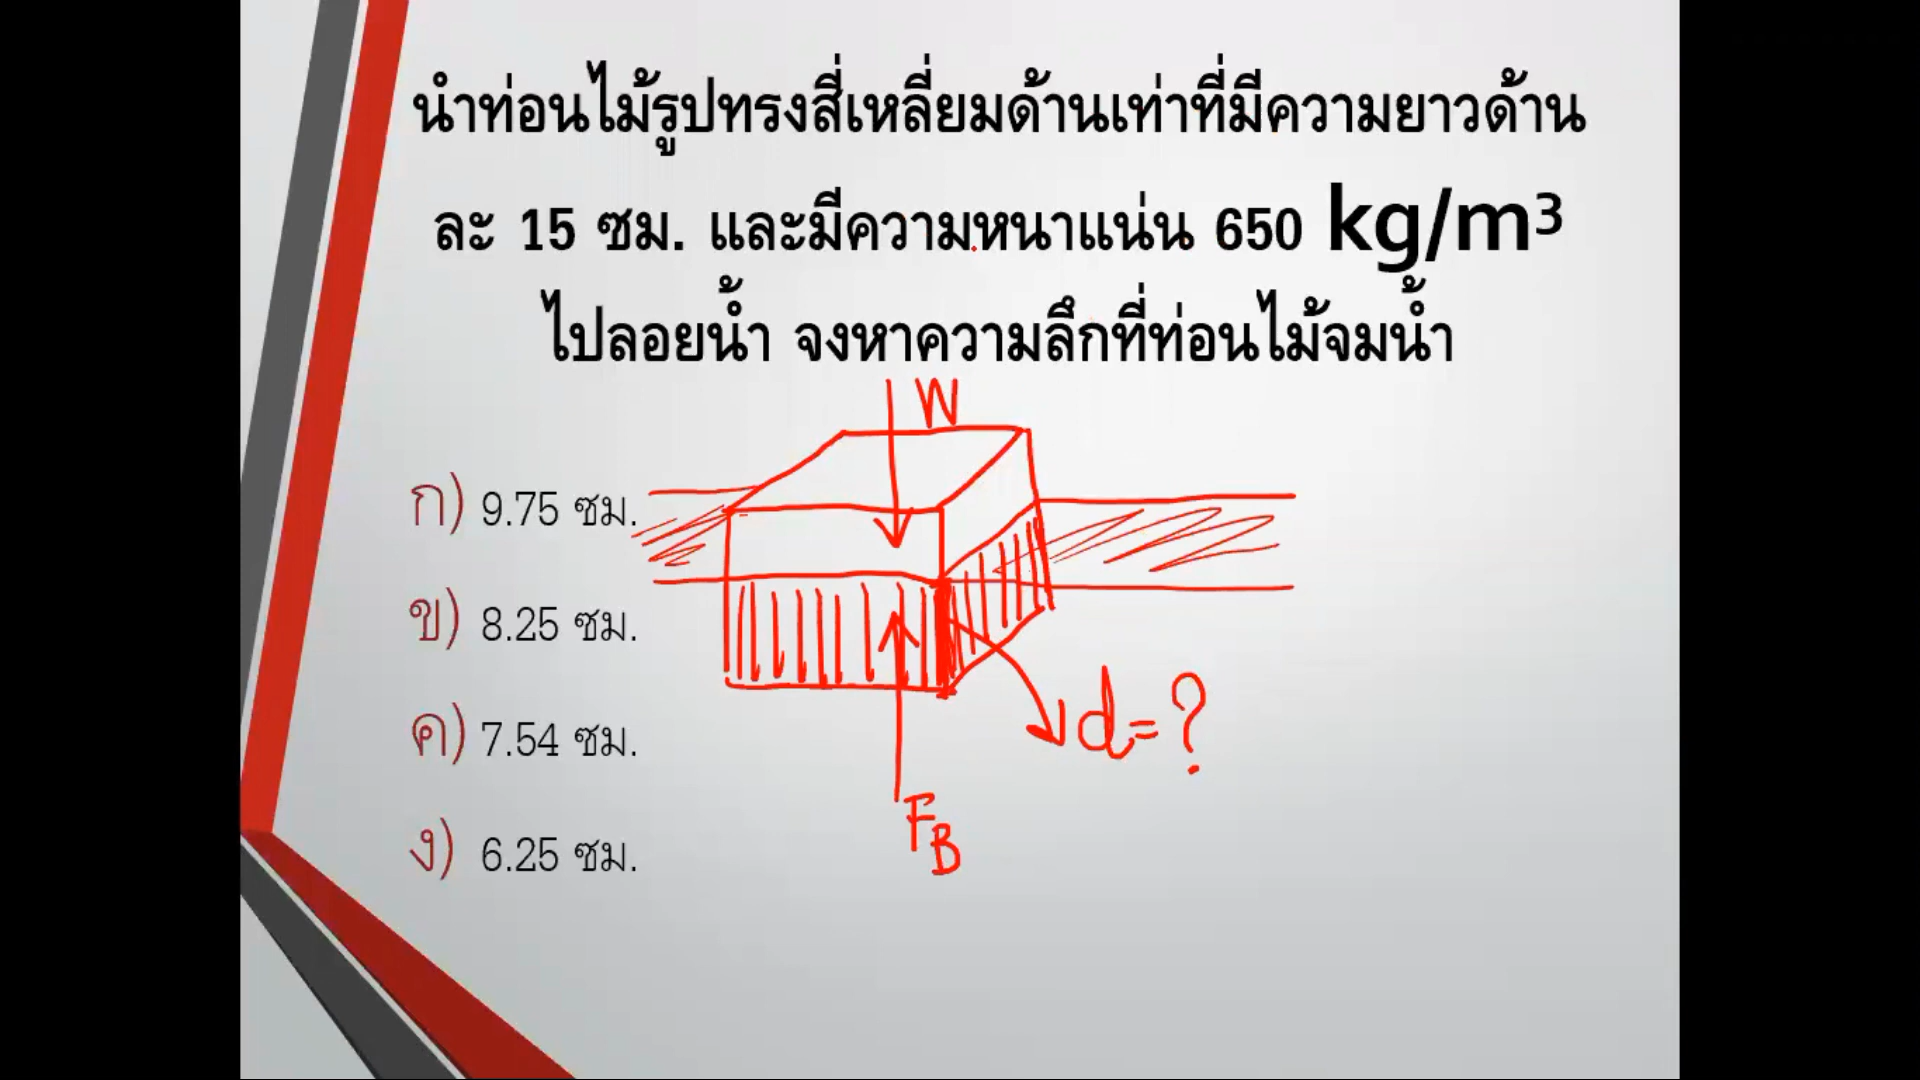 นำท่อนไม้รูปทรงสี่เหลี่ยมด้านเท่าที่มีความยาวด้าน
ละ 15 ซม. และมีความหนาแน่น 650 kg/m³
ไปลอยน้ำ จงหาความลึกที่ท่อนไม้จมน้ำ
W
ก) 9.75 ซม.
ข) 8.25 ซม.
ค) 7.54 ซม.
d=?
ง) 6.25 ซม.
FB